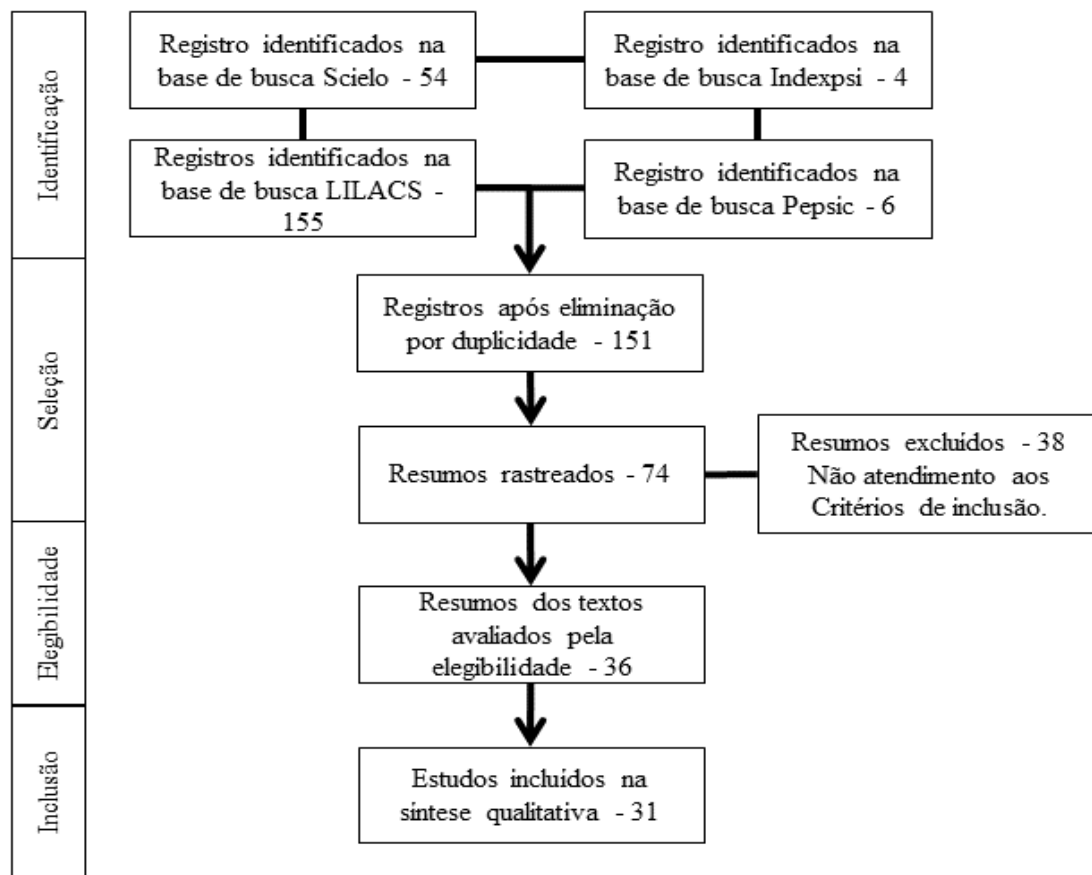 Identificação
Registro identificados na
base de busca Scielo - 54
Registro identificados na
base de busca Indexpsi - 4
Registros identificados na
base de busca LILACS -
155
Registro identificados na
base de busca Pepsic - 6
Seleção
Registros após eliminação
por duplicidade - 151
Resumos rastreados - 74
Resumos excluídos - 38
Não atendimento aos
Critérios de inclusão.
Elegibilidade
Resumos dos textos
avaliados pela
elegibilidade - 36
Inclusão
Estudos incluídos na
síntese qualitativa - 31